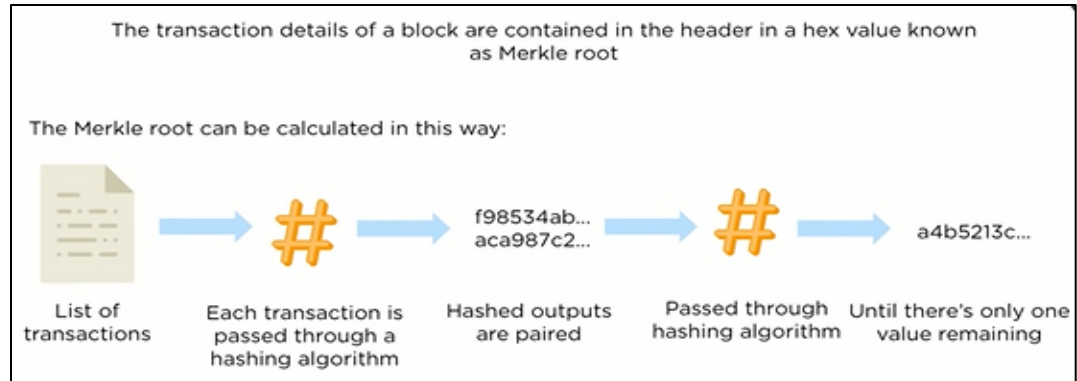 The transaction details of a block are contained in the header in a hex value known
as Merkle root
The Merkle root can be calculated in this way:
f98534ab...
aca987c2...
a4b5213c...
List of
transactions
Each transaction is
passed through a
hashing algorithm
Hashed outputs
are paired
Passed through
hashing algorithm
Until there's only one
value remaining